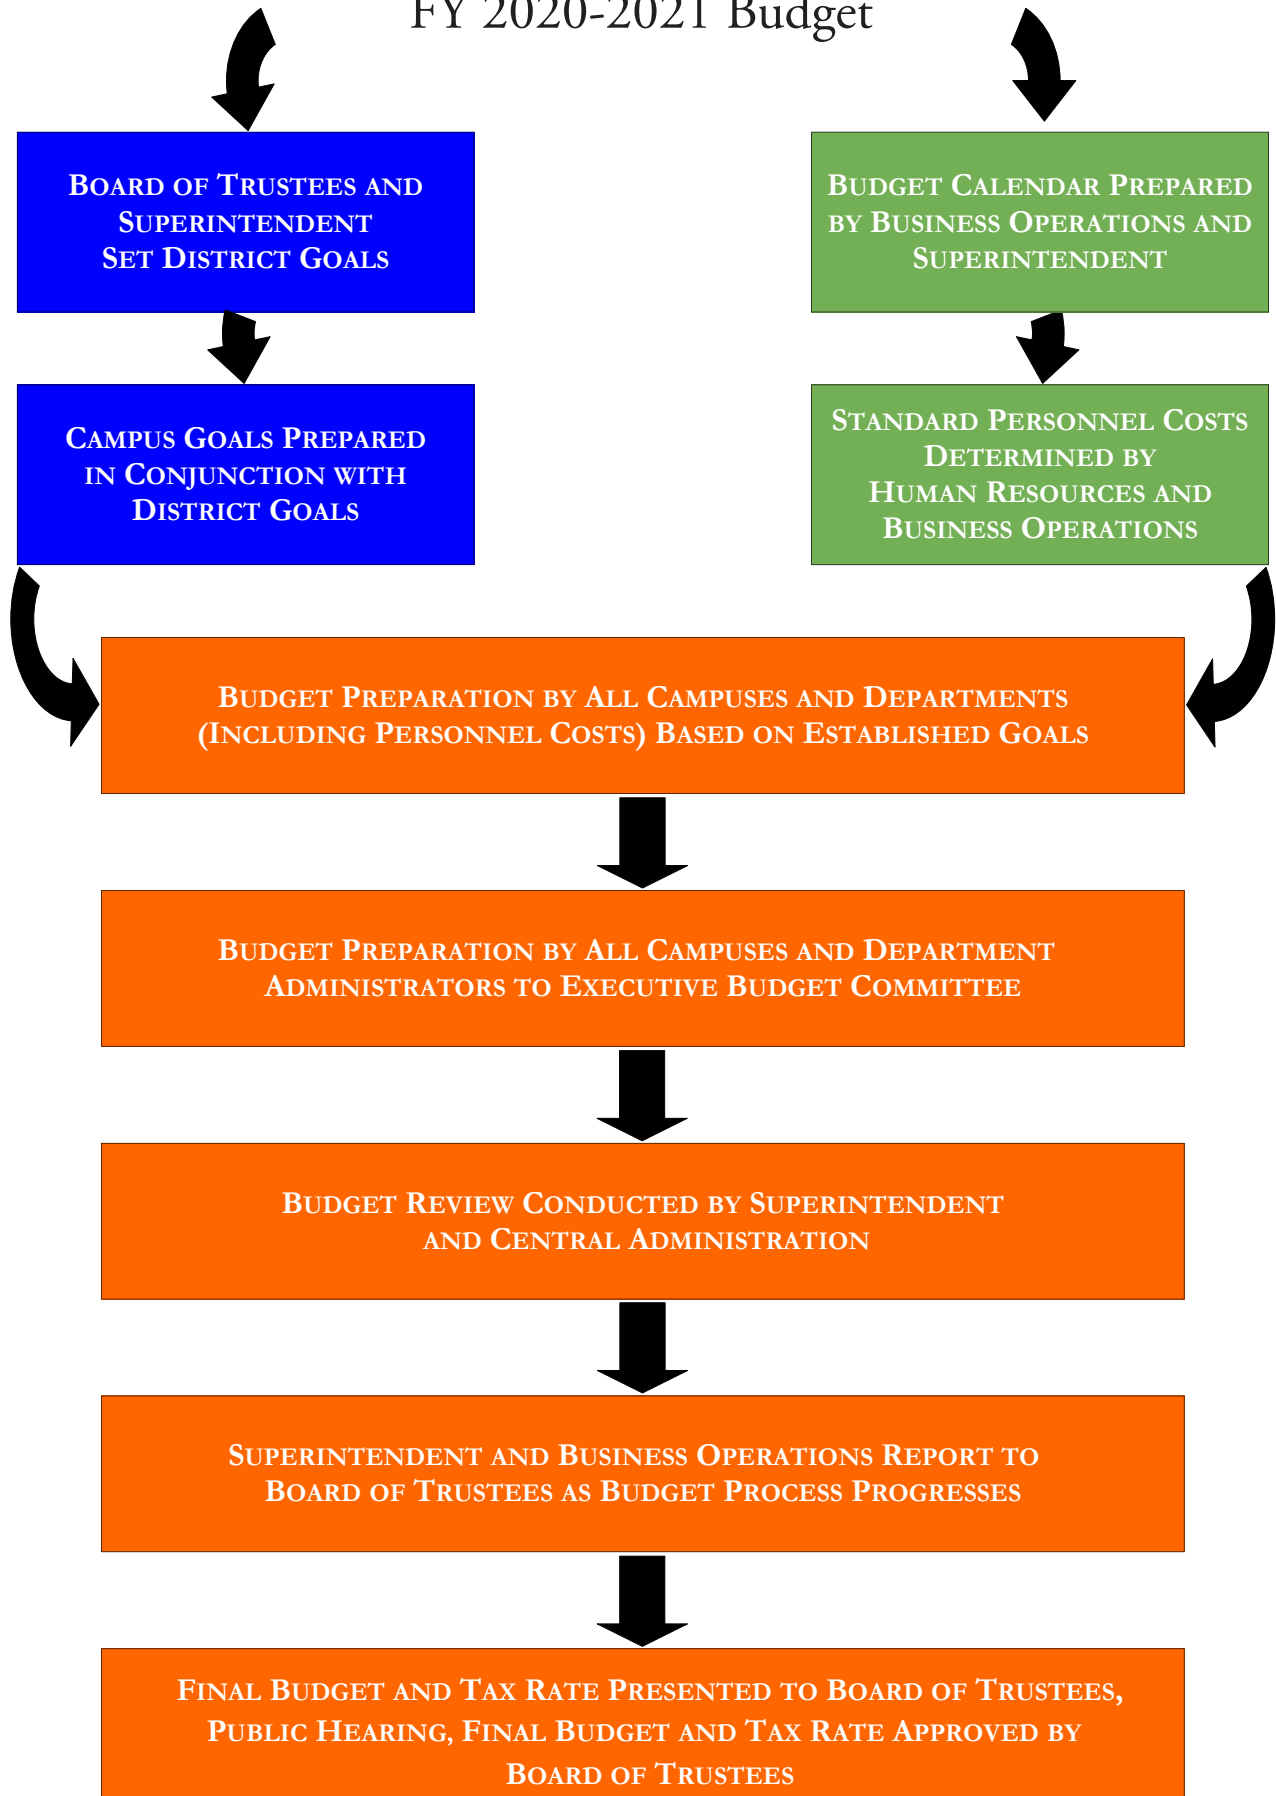 FY 2020-2021 Budget
Board of Trustees and
Superintendent
Set District Goals
Budget Calendar Prepared
by Business Operations and
Superintendent
Campus Goals Prepared
in Conjunction with
District Goals
Standard Personnel Costs
Determined by
Human Resources and
Business Operations
Budget Preparation by All Campuses and Departments
(Including Personnel Costs) Based on Established Goals
Budget Preparation by All Campuses and Department
Administrators to Executive Budget Committee
Budget Review Conducted by Superintendent
and Central Administration
Superintendent and Business Operations Report to
Board of Trustees as Budget Process Progresses
Final Budget and Tax Rate Presented to Board of Trustees,
Public Hearing, Final Budget and Tax Rate Approved by
Board of Trustees